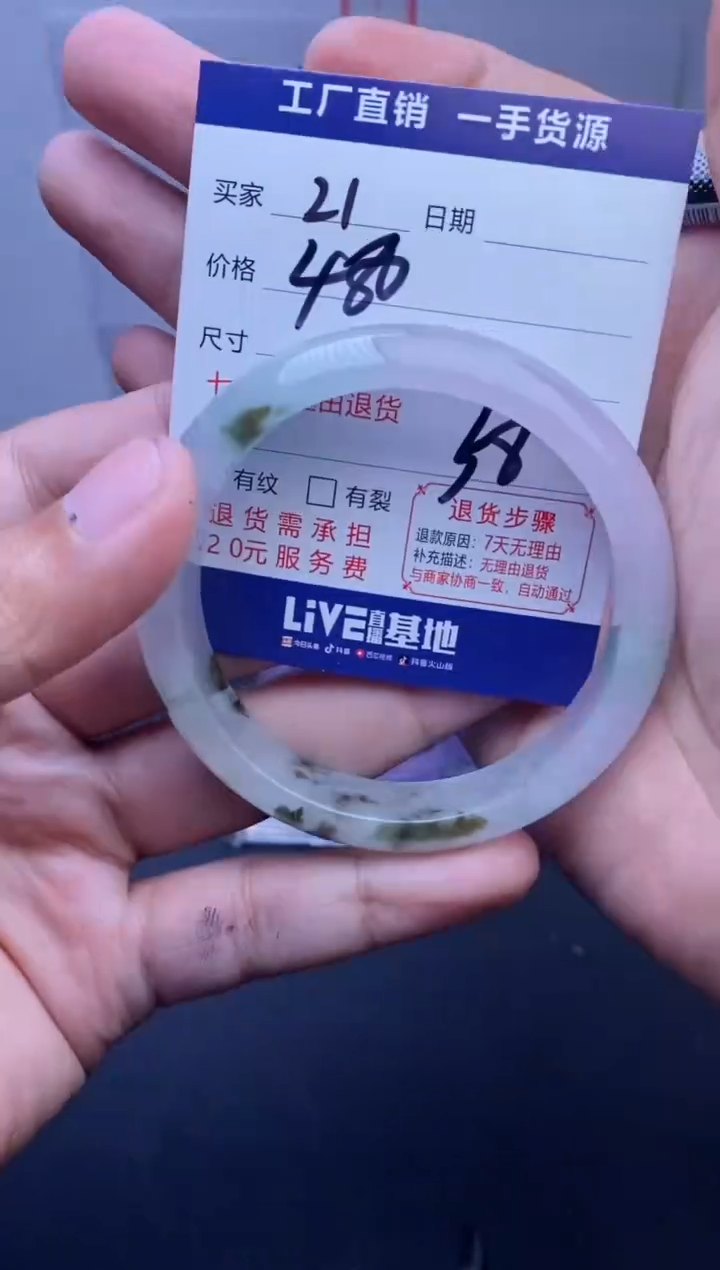 工厂直销 一手货源
买家 21 日期
价格 480
尺寸
由退货
58
有纹 □ 有裂
退货需承担
20元服务费
退货步骤
退款原因：7天无理由
补充描述：无理由退货
与商家协商一致，自动通过
LiVE直播基地
今日头条 抖音 西瓜视频 抖音火山版